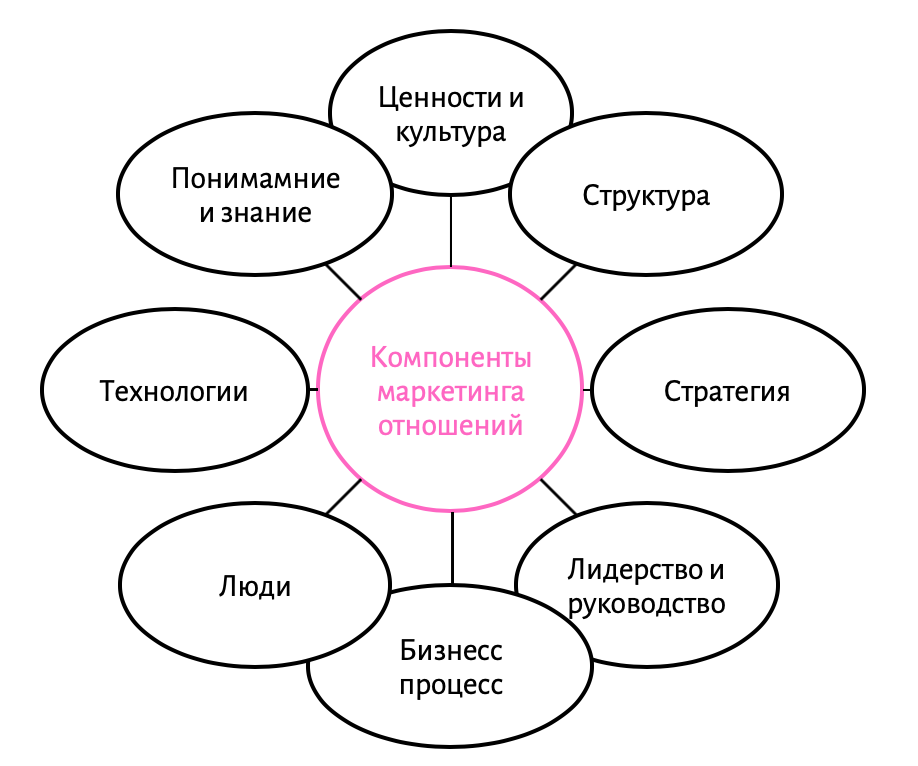 Ценности и
культура
Понимамние
и знание
Структура
Компоненты
маркетинга
отношений
Технологии
Стратегия
Люди
Лидерство и
руководство
Бизнесс
процесс